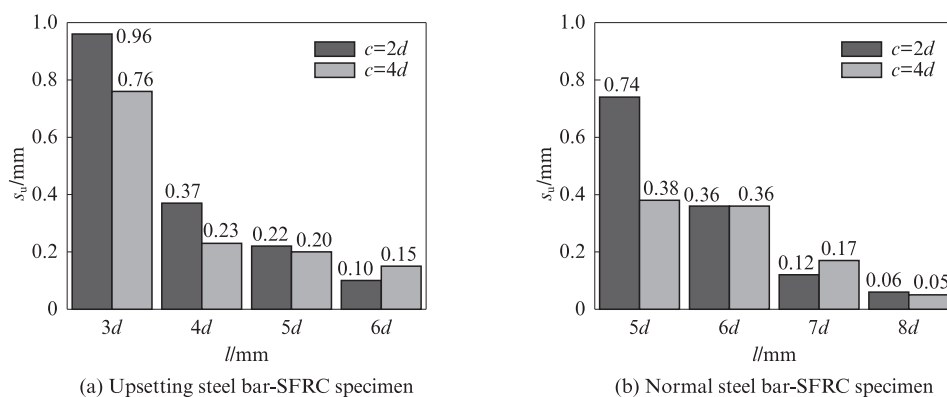 1.0
0.8
0.6
0.4
0.2
0
s_u/mm
c=2d
c=4d
0.96
0.76
0.37
0.23
0.22
0.20
0.10
0.15
3d
4d
5d
6d
l/mm
(a) Upsetting steel bar-SFRC specimen
1.0
0.8
0.6
0.4
0.2
0
s_u/mm
c=2d
c=4d
0.74
0.38
0.36
0.36
0.12
0.17
0.06
0.05
5d
6d
7d
8d
l/mm
(b) Normal steel bar-SFRC specimen